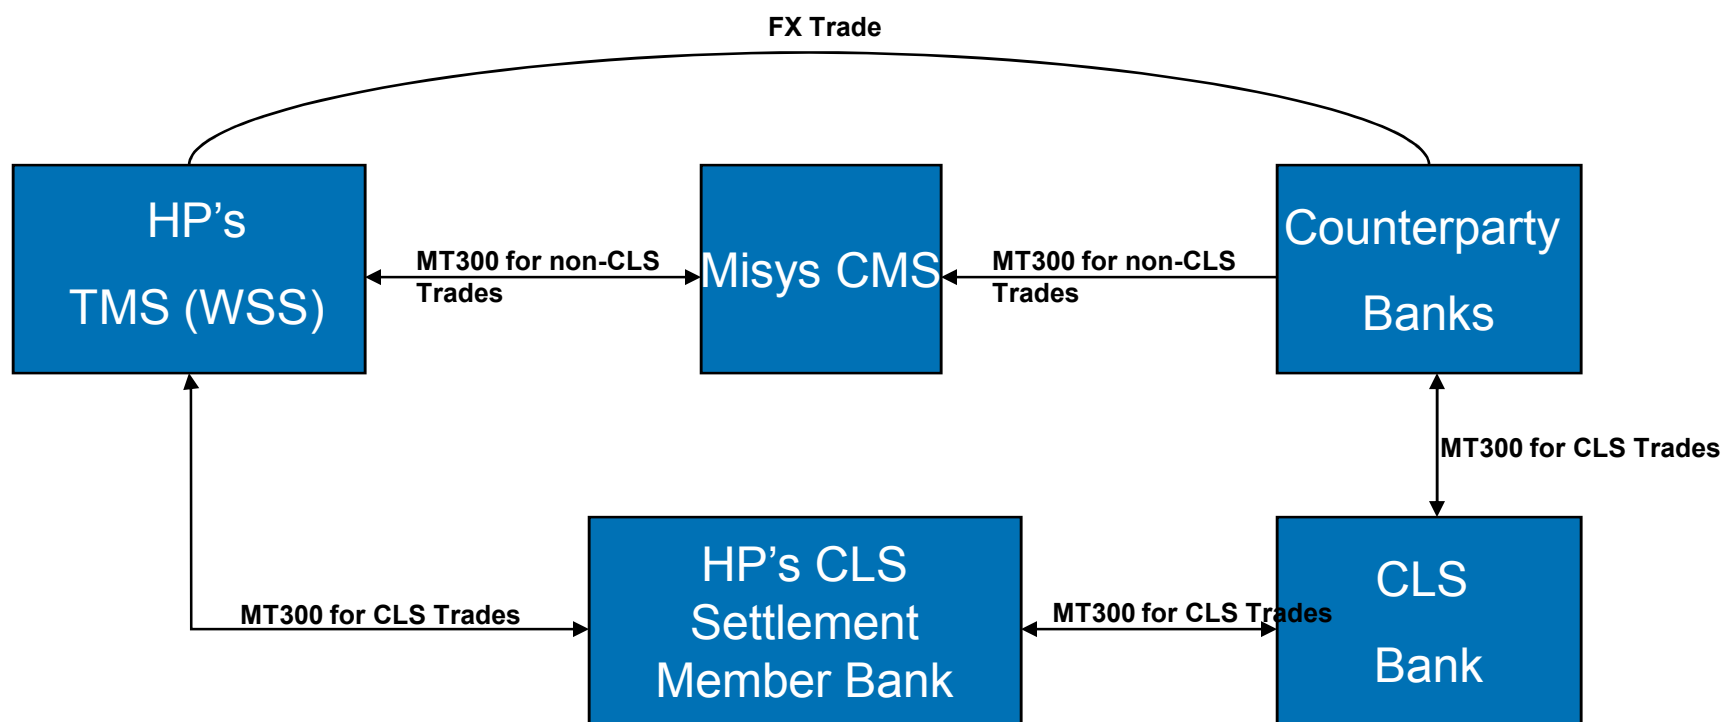 FX Trade
HP’s
TMS (WSS)
MT300 for non-CLS
Trades
Misys CMS
MT300 for non-CLS
Trades
Counterparty
Banks
MT300 for CLS Trades
MT300 for CLS Trades
HP’s CLS
Settlement
Member Bank
MT300 for CLS Trades
CLS
Bank